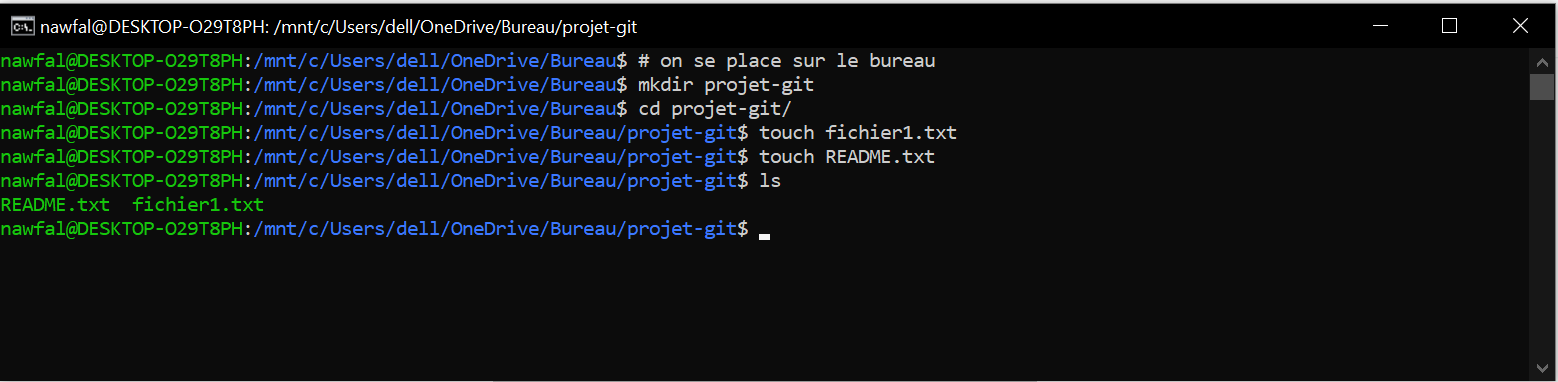 nawfal@DESKTOP-O29T8PH: /mnt/c/Users/dell/OneDrive/Bureau/projet-git
nawfal@DESKTOP-O29T8PH:/mnt/c/Users/dell/OneDrive/Bureau$ # on se place sur le bureau
nawfal@DESKTOP-O29T8PH:/mnt/c/Users/dell/OneDrive/Bureau$ mkdir projet-git
nawfal@DESKTOP-O29T8PH:/mnt/c/Users/dell/OneDrive/Bureau$ cd projet-git/
nawfal@DESKTOP-O29T8PH:/mnt/c/Users/dell/OneDrive/Bureau/projet-git$ touch fichier1.txt
nawfal@DESKTOP-O29T8PH:/mnt/c/Users/dell/OneDrive/Bureau/projet-git$ touch README.txt
nawfal@DESKTOP-O29T8PH:/mnt/c/Users/dell/OneDrive/Bureau/projet-git$ ls
README.txt  fichier1.txt
nawfal@DESKTOP-O29T8PH:/mnt/c/Users/dell/OneDrive/Bureau/projet-git$